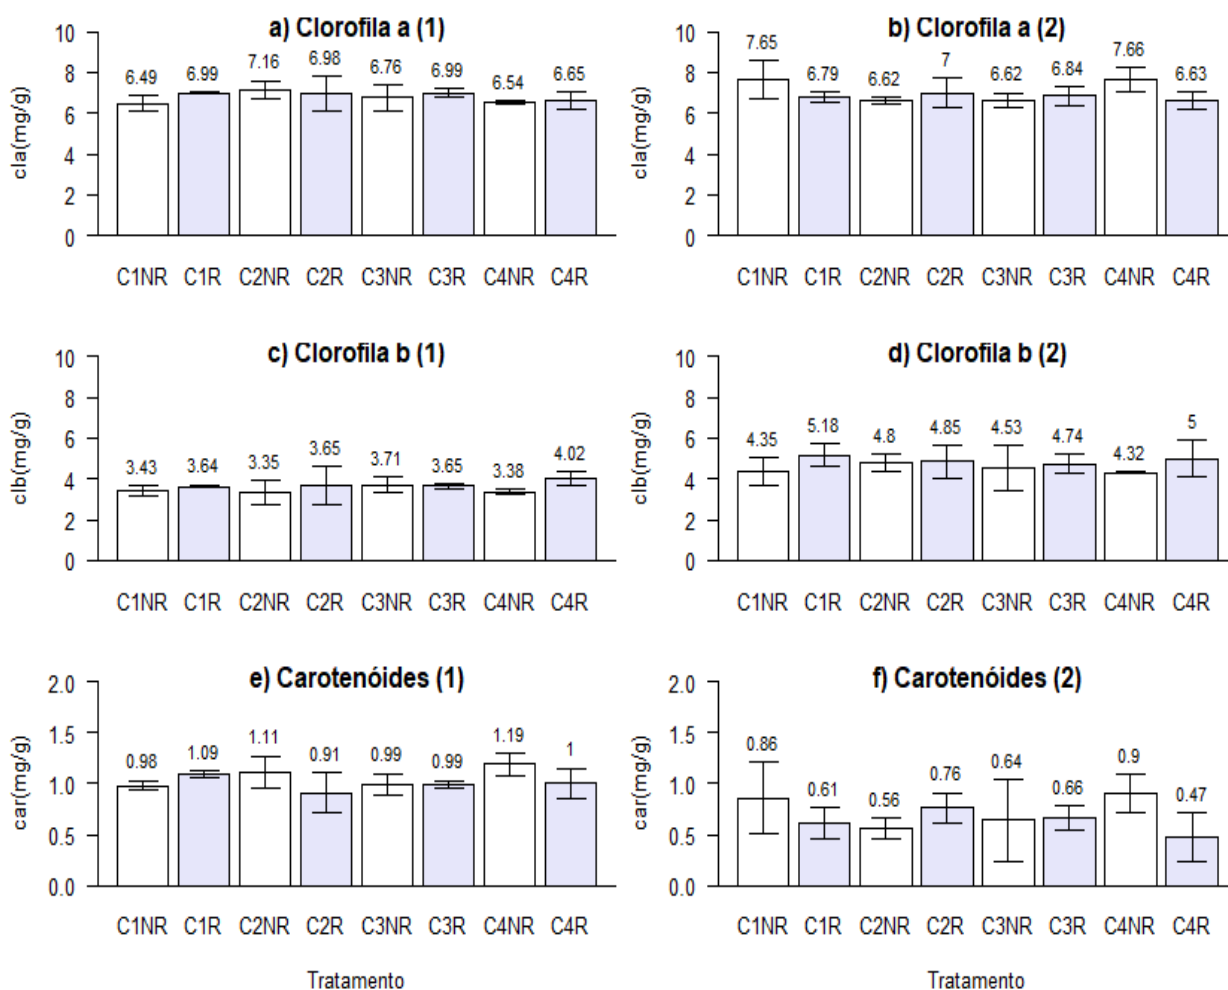 a) Clorofila a (1)
cla(mg/g)
10
8
6
4
2
0
6.49 6.99 7.16 6.98 6.76 6.99 6.54 6.65
C1NR C1R C2NR C2R C3NR C3R C4NR C4R
b) Clorofila a (2)
cla(mg/g)
10
8
6
4
2
0
7.65 6.79 6.62 7 6.62 6.84 7.66 6.63
C1NR C1R C2NR C2R C3NR C3R C4NR C4R
c) Clorofila b (1)
clb(mg/g)
10
8
6
4
2
0
3.43 3.64 3.35 3.65 3.71 3.65 3.38 4.02
C1NR C1R C2NR C2R C3NR C3R C4NR C4R
d) Clorofila b (2)
clb(mg/g)
10
8
6
4
2
0
4.35 5.18 4.8 4.85 4.53 4.74 4.32 5
C1NR C1R C2NR C2R C3NR C3R C4NR C4R
e) Carotenóides (1)
car(mg/g)
2.0
1.5
1.0
0.5
0.0
0.98 1.09 1.11 0.91 0.99 0.99 1.19 1
C1NR C1R C2NR C2R C3NR C3R C4NR C4R
Tratamento
f) Carotenóides (2)
car(mg/g)
2.0
1.5
1.0
0.5
0.0
0.86 0.61 0.56 0.76 0.64 0.66 0.9 0.47
C1NR C1R C2NR C2R C3NR C3R C4NR C4R
Tratamento